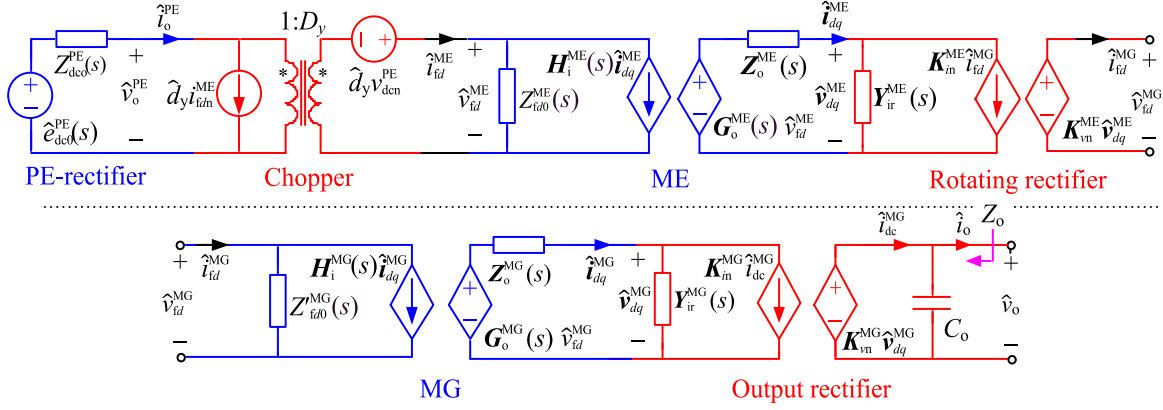 î_o^PE
1:D_y
Z_dc0^PE(s)
+
v̂_o^PE
−
ê_dc0^PE(s)
+
−
d̂_y i_fdn^ME
*
*
−
+
d̂_y v_dcn^PE
î_fd^ME
+
v̂_fd^ME
−
Z_fd0^ME(s)
H_i^ME(s)î_dq^ME
+
−
G_o^ME(s) v̂_fd^ME
Z_o^ME(s)
î_dq^ME
+
v̂_dq^ME
−
Y_ir^ME(s)
K_in^ME î_fd^MG
+
−
K_vn^ME v̂_dq^ME
î_fd^MG
+
v̂_fd^MG
−
PE-rectifier
Chopper
ME
Rotating rectifier
+
î_fd^MG
v̂_fd^MG
−
Z'_fd0^MG(s)
H_i^MG(s)î_dq^MG
+
−
G_o^MG(s) v̂_fd^MG
Z_o^MG(s)
î_dq^MG
+
v̂_dq^MG
−
Y_ir^MG(s)
K_in^MG î_dc^MG
+
−
K_vn^MG v̂_dq^MG
î_dc^MG
î_o
Z_o
C_o
+
v̂_o
−
MG
Output rectifier